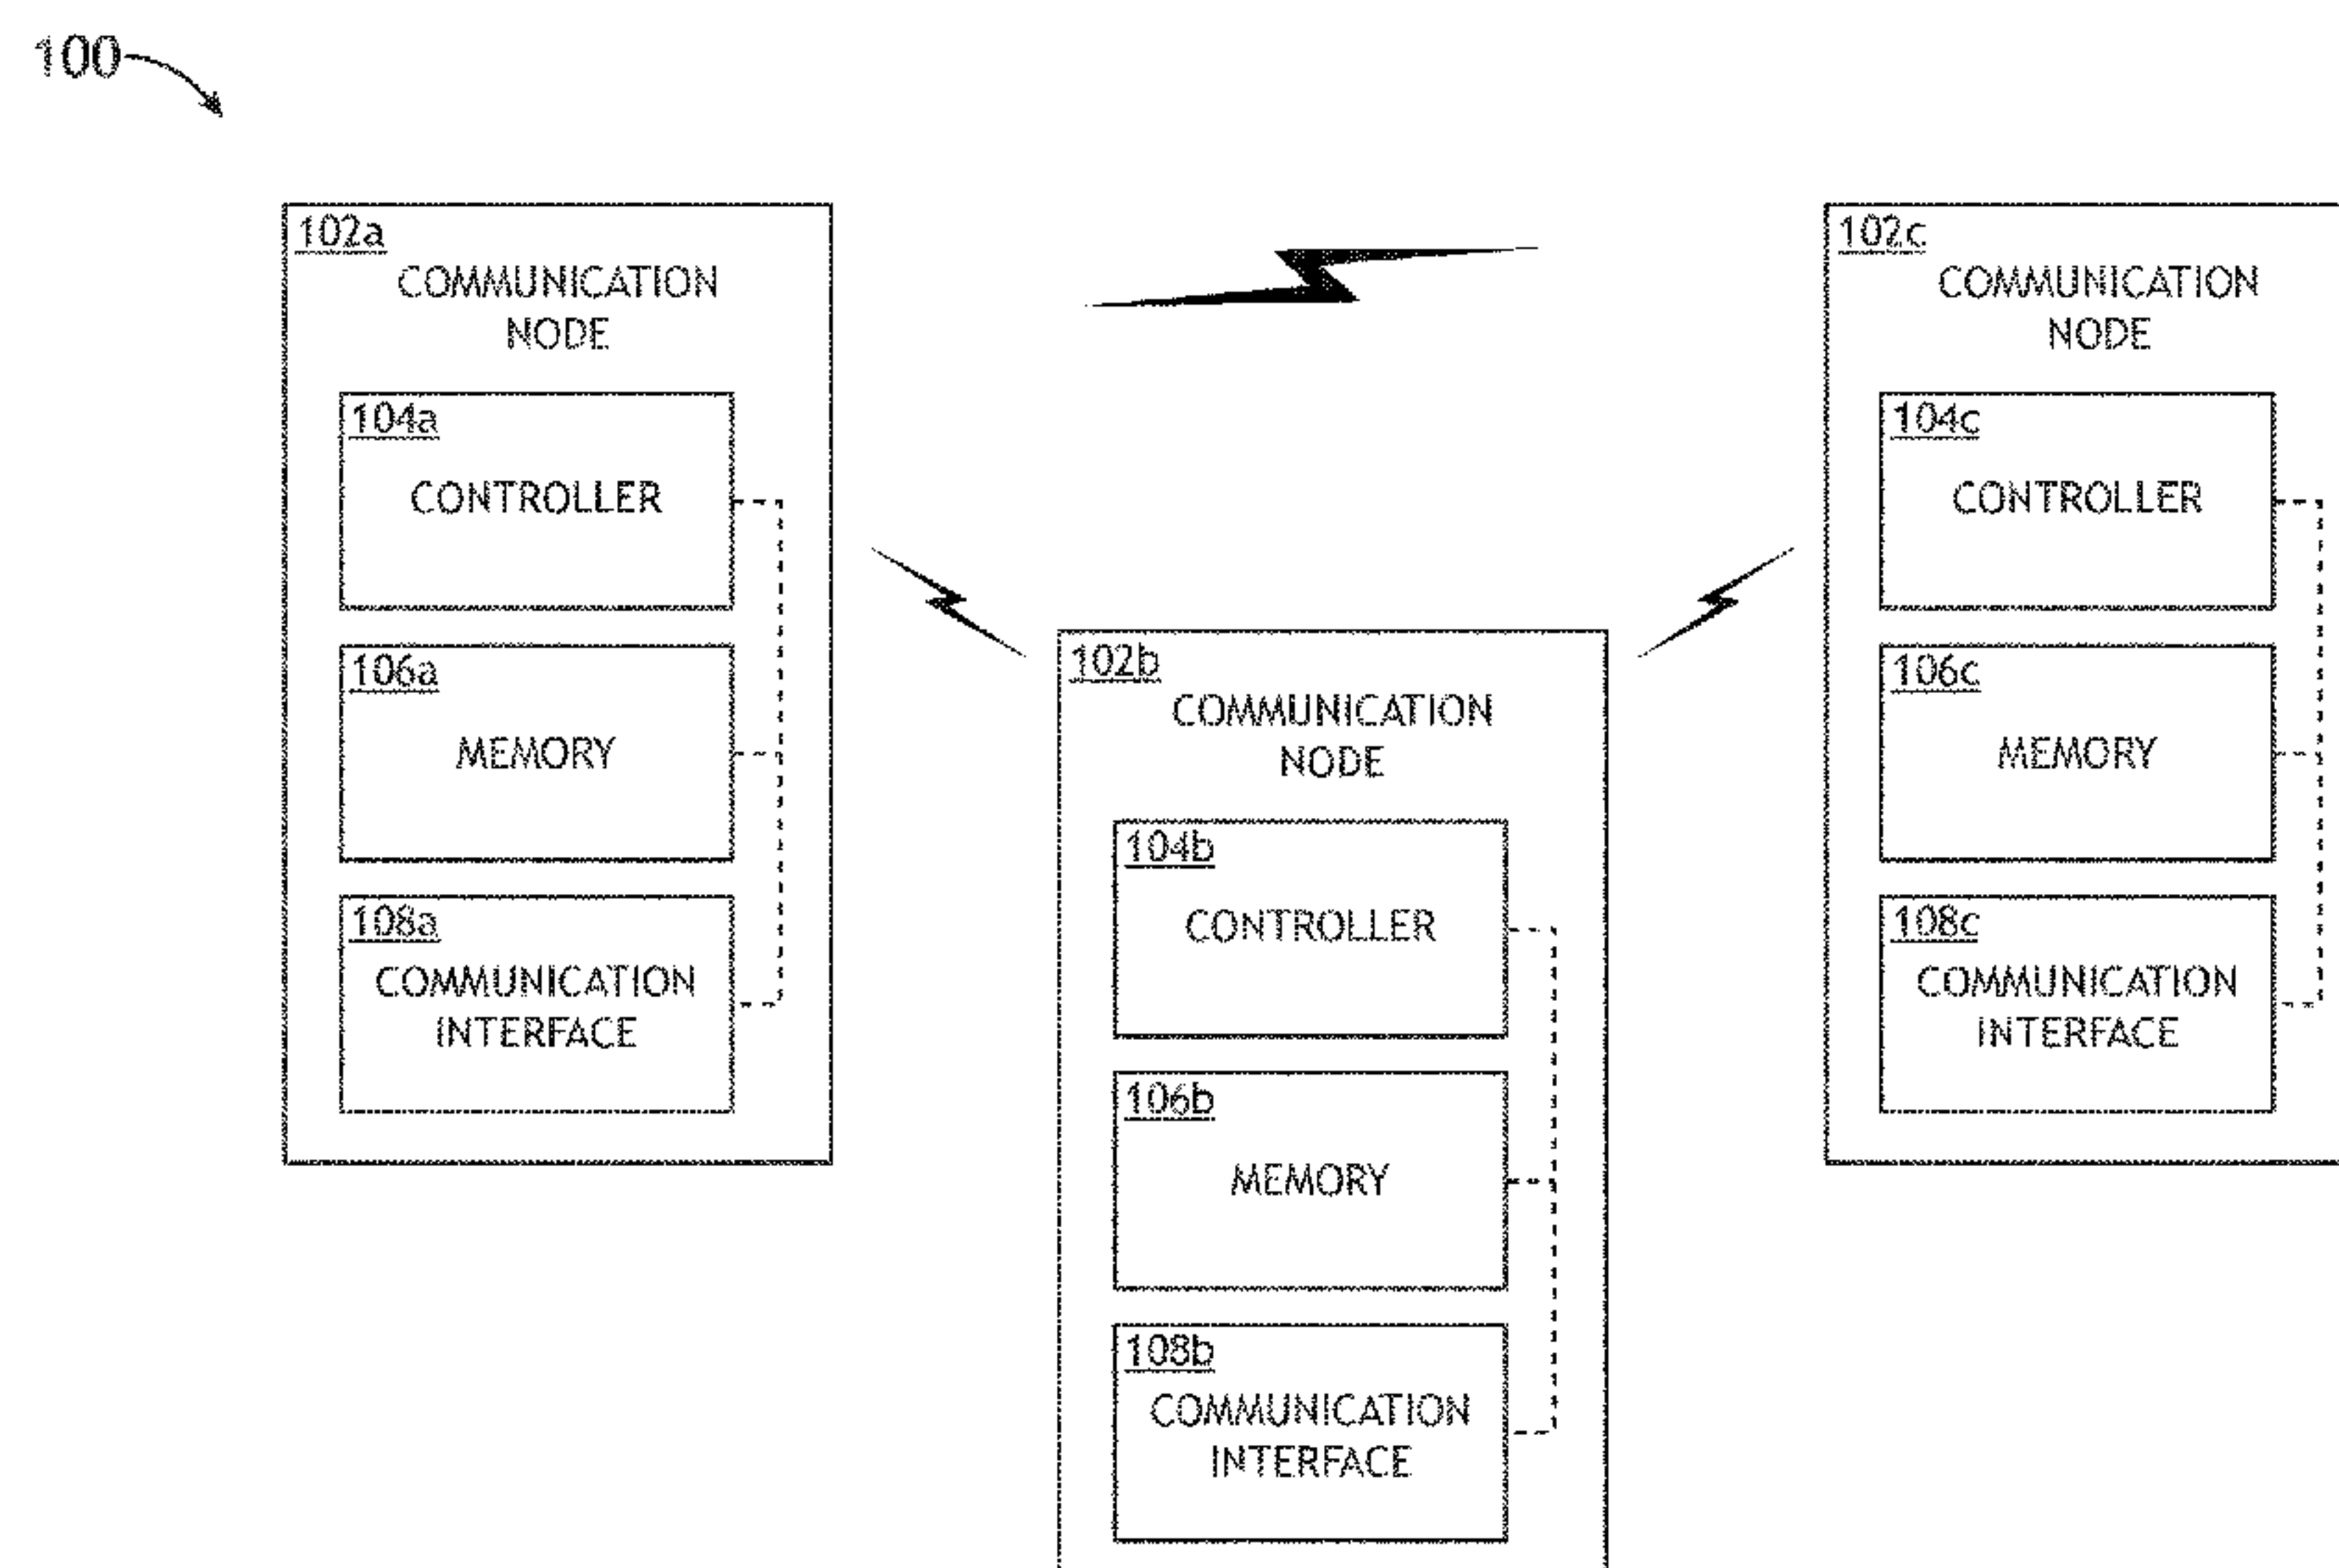 100
102a
COMMUNICATION
NODE
104a
CONTROLLER
106a
MEMORY
108a
COMMUNICATION
INTERFACE
102b
COMMUNICATION
NODE
104b
CONTROLLER
106b
MEMORY
108b
COMMUNICATION
INTERFACE
102c
COMMUNICATION
NODE
104c
CONTROLLER
106c
MEMORY
108c
COMMUNICATION
INTERFACE